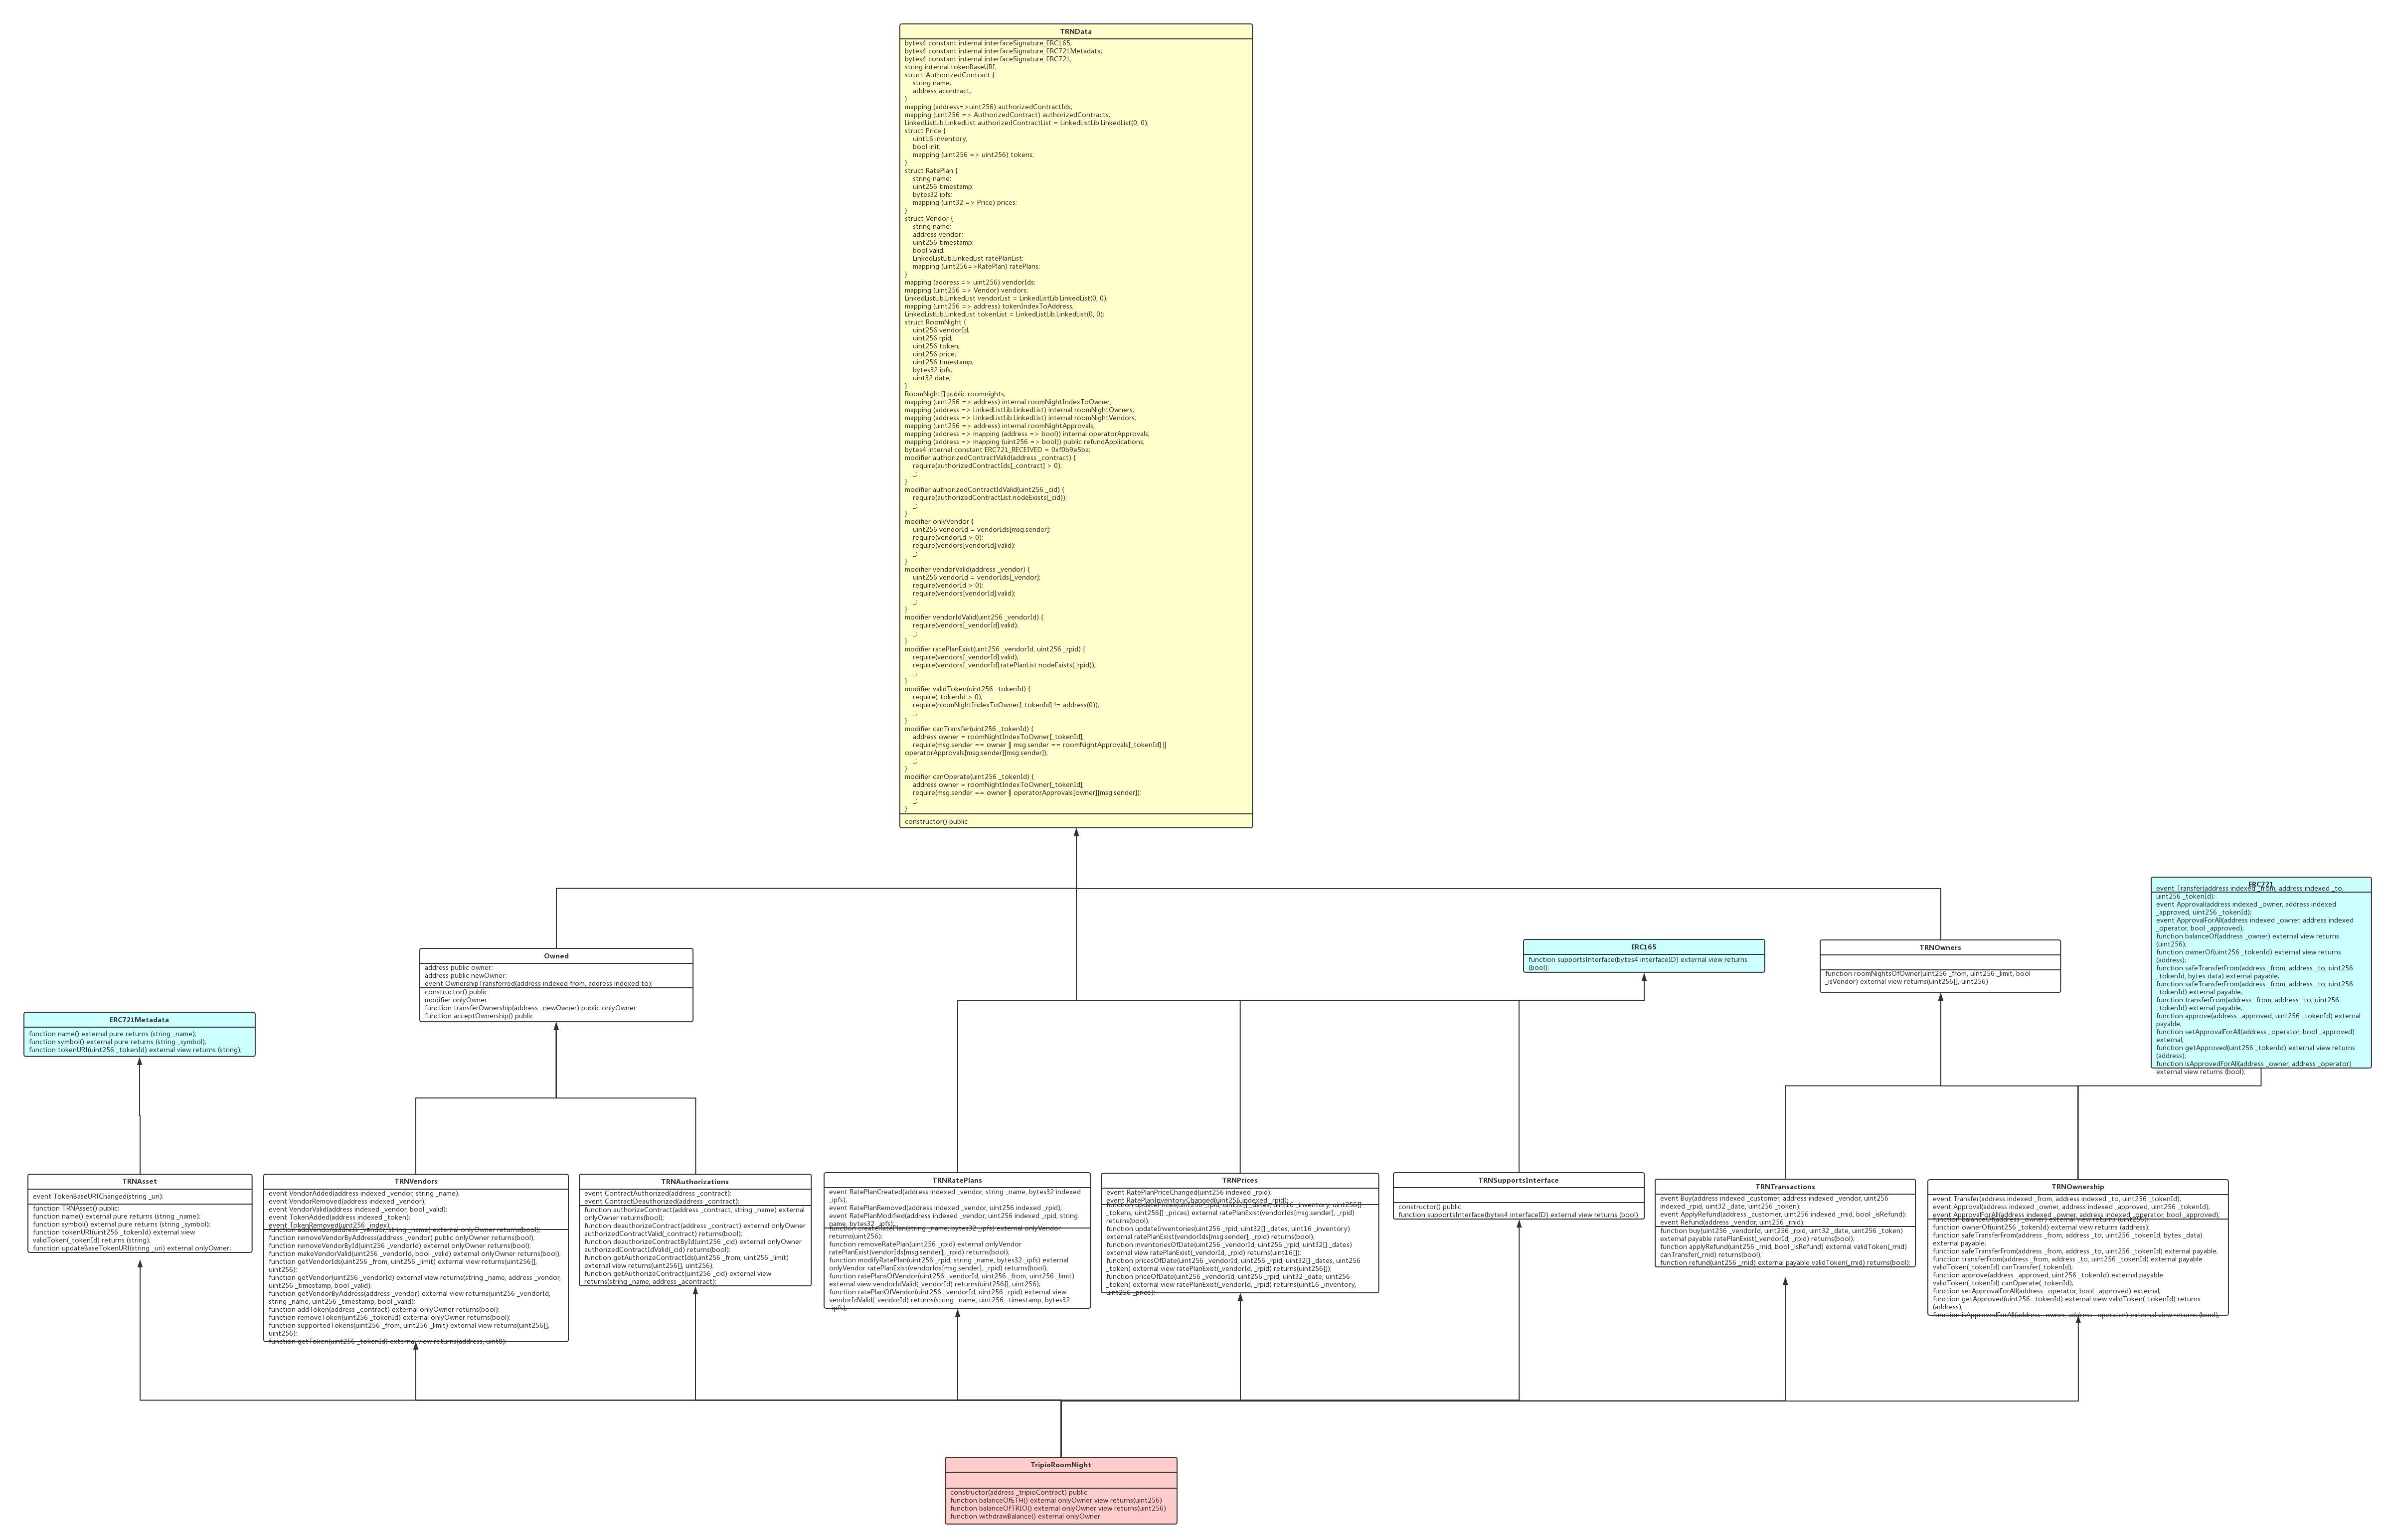 TRNData
bytes4 constant internal interfaceSignature_ERC165;
bytes4 constant internal interfaceSignature_ERC721Metadata;
bytes4 constant internal interfaceSignature_ERC721;
string internal tokenBaseURI;
struct AuthorizedContract {
string name;
address acontract;
}
mapping (address=>uint256) authorizedContractIds;
mapping (uint256 => AuthorizedContract) authorizedContracts;
LinkedListLib.LinkedList authorizedContractList = LinkedListLib.LinkedList(0, 0);
struct Price {
uint16 inventory;
bool init;
mapping (uint256 => uint256) tokens;
}
struct RatePlan {
string name;
uint256 timestamp;
bytes32 ipfs;
mapping (uint32 => Price) prices;
}
struct Vendor {
string name;
address vendor;
uint256 timestamp;
bool valid;
LinkedListLib.LinkedList ratePlanList;
mapping (uint256=>RatePlan) ratePlans;
}
mapping (address => uint256) vendorIds;
mapping (uint256 => Vendor) vendors;
LinkedListLib.LinkedList vendorList = LinkedListLib.LinkedList(0, 0);
mapping (uint256 => address) tokenIndexToAddress;
LinkedListLib.LinkedList tokenList = LinkedListLib.LinkedList(0, 0);
struct RoomNight {
uint256 vendorId;
uint256 rpid;
uint256 token;
uint256 price;
uint256 timestamp;
bytes32 ipfs;
uint32 date;
}
RoomNight[] public roomnights;
mapping (uint256 => address) internal roomNightIndexToOwner;
mapping (address => LinkedListLib.LinkedList) internal roomNightOwners;
mapping (address => LinkedListLib.LinkedList) internal roomNightVendors;
mapping (uint256 => address) internal roomNightApprovals;
mapping (address => mapping (address => bool)) internal operatorApprovals;
mapping (address => mapping (uint256 => bool)) public refundApplications;
bytes4 internal constant ERC721_RECEIVED = 0xf0b9e5ba;
modifier authorizedContractValid(address _contract) {
require(authorizedContractIds[_contract] > 0);
_;
}
modifier authorizedContractIdValid(uint256 _cid) {
require(authorizedContractList.nodeExists(_cid));
_;
}
modifier onlyVendor {
uint256 vendorId = vendorIds[msg.sender];
require(vendorId > 0);
require(vendors[vendorId].valid);
_;
}
modifier vendorValid(address _vendor) {
uint256 vendorId = vendorIds[_vendor];
require(vendorId > 0);
require(vendors[vendorId].valid);
_;
}
modifier vendorIdValid(uint256 _vendorId) {
require(vendors[_vendorId].valid);
_;
}
modifier ratePlanExist(uint256 _vendorId, uint256 _rpid) {
require(vendors[_vendorId].valid);
require(vendors[_vendorId].ratePlanList.nodeExists(_rpid));
_;
}
modifier validToken(uint256 _tokenId) {
require(_tokenId > 0);
require(roomNightIndexToOwner[_tokenId] != address(0));
_;
}
modifier canTransfer(uint256 _tokenId) {
address owner = roomNightIndexToOwner[_tokenId];
require(msg.sender == owner || msg.sender == roomNightApprovals[_tokenId] ||
operatorApprovals[msg.sender][msg.sender]);
_;
}
modifier canOperate(uint256 _tokenId) {
address owner = roomNightIndexToOwner[_tokenId];
require(msg.sender == owner || operatorApprovals[owner][msg.sender]);
_;
}
constructor() public
ERC721
event Transfer(address indexed _from, address indexed _to,
uint256 _tokenId);
event Approval(address indexed _owner, address indexed
_approved, uint256 _tokenId);
event ApprovalForAll(address indexed _owner, address indexed
_operator, bool _approved);
function balanceOf(address _owner) external view returns
(uint256);
function ownerOf(uint256 _tokenId) external view returns
(address);
function safeTransferFrom(address _from, address _to, uint256
_tokenId, bytes data) external payable;
function safeTransferFrom(address _from, address _to, uint256
_tokenId) external payable;
function transferFrom(address _from, address _to, uint256
_tokenId) external payable;
function approve(address _approved, uint256 _tokenId) external
payable;
function setApprovalForAll(address _operator, bool _approved)
external;
function getApproved(uint256 _tokenId) external view returns
(address);
function isApprovedForAll(address _owner, address _operator)
external view returns (bool);
Owned
address public owner;
address public newOwner;
event OwnershipTransferred(address indexed from, address indexed to);
constructor() public
modifier onlyOwner
function transferOwnership(address _newOwner) public onlyOwner
function acceptOwnership() public
ERC165
function supportsInterface(bytes4 interfaceID) external view returns
(bool);
TRNOwners
function roomNightsOfOwner(uint256 _from, uint256 _limit, bool
_isVendor) external view returns(uint256[], uint256)
ERC721Metadata
function name() external pure returns (string _name);
function symbol() external pure returns (string _symbol);
function tokenURI(uint256 _tokenId) external view returns (string);
TRNAsset
event TokenBaseURIChanged(string _uri);
function TRNAsset() public;
function name() external pure returns (string _name);
function symbol() external pure returns (string _symbol);
function tokenURI(uint256 _tokenId) external view
validToken(_tokenId) returns (string);
function updateBaseTokenURI(string _uri) external onlyOwner;
TRNVendors
event VendorAdded(address indexed _vendor, string _name);
event VendorRemoved(address indexed _vendor);
event VendorValid(address indexed _vendor, bool _valid);
event TokenAdded(address indexed _token);
event TokenRemoved(uint256 _index);
function addVendor(address _vendor, string _name) external onlyOwner returns(bool);
function removeVendorByAddress(address _vendor) public onlyOwner returns(bool);
function removeVendorById(uint256 _vendorId) external onlyOwner returns(bool).
function makeVendorValid(uint256 _vendorId, bool _valid) external onlyOwner returns(bool);
function getVendorIds(uint256 _from, uint256 _limit) external view returns(uint256[],
uint256);
function getVendor(uint256 _vendorId) external view returns(string _name, address _vendor,
uint256 _timestamp, bool _valid);
function getVendorByAddress(address _vendor) external view returns(uint256 _vendorId,
string _name, uint256 _timestamp, bool _valid);
function addToken(address _contract) external onlyOwner returns(bool);
function removeToken(uint256 _tokenId) external onlyOwner returns(bool);
function supportedTokens(uint256 _from, uint256 _limit) external view returns(uint256[],
uint256);
function getToken(uint256 _tokenId) external view returns(address, uint8);
TRNAuthorizations
event ContractAuthorized(address _contract);
event ContractDeauthorized(address _contract);
function authorizeContract(address _contract, string _name) external
onlyOwner returns(bool);
function deauthorizeContract(address _contract) external onlyOwner
authorizedContractValid(_contract) returns(bool);
function deauthorizeContractById(uint256 _cid) external onlyOwner
authorizedContractIdValid(_cid) returns(bool);
function getAuthorizeContractIds(uint256 _from, uint256 _limit)
external view returns(uint256[], uint256);
function getAuthorizeContract(uint256 _cid) external view
returns(string _name, address _acontract);
TRNRatePlans
event RatePlanCreated(address indexed _vendor, string _name, bytes32 indexed
_ipfs);
event RatePlanRemoved(address indexed _vendor, uint256 indexed _rpid);
event RatePlanModified(address indexed _vendor, uint256 indexed _rpid, string
name, bytes32 _ipfs);
function createRatePlan(string _name, bytes32 _ipfs) external onlyVendor
returns(uint256);
function removeRatePlan(uint256 _rpid) external onlyVendor
ratePlanExist(vendorIds[msg.sender], _rpid) returns(bool);
function modifyRatePlan(uint256 _rpid, string _name, bytes32 _ipfs) external
onlyVendor ratePlanExist(vendorIds[msg.sender], _rpid) returns(bool);
function ratePlansOfVendor(uint256 _vendorId, uint256 _from, uint256 _limit)
external view vendorIdValid(_vendorId) returns(uint256[], uint256);
function ratePlanOfVendor(uint256 _vendorId, uint256 _rpid) external view
vendorIdValid(_vendorId) returns(string _name, uint256 _timestamp, bytes32
_ipfs);
TRNPrices
event RatePlanPriceChanged(uint256 indexed _rpid);
event RatePlanInventoryChanged(uint256 indexed _rpid);
function updatePrices(uint256 _rpid, uint32[] _dates, uint16 _inventory, uint256[]
_tokens, uint256[] _prices) external ratePlanExist(vendorIds[msg.sender], _rpid)
returns(bool);
function updateInventories(uint256 _rpid, uint32[] _dates, uint16 _inventory)
external ratePlanExist(vendorIds[msg.sender], _rpid) returns(bool);
function inventoriesOfDate(uint256 _vendorId, uint256 _rpid, uint32[] _dates)
external view ratePlanExist(_vendorId, _rpid) returns(uint16[]);
function pricesOfDate(uint256 _vendorId, uint256 _rpid, uint32[] _dates, uint256
_token) external view ratePlanExist(_vendorId, _rpid) returns(uint256[]);
function priceOfDate(uint256 _vendorId, uint256 _rpid, uint32 _date, uint256
_token) external view ratePlanExist(_vendorId, _rpid) returns(uint16 _inventory,
uint256 _price);
TRNSupportsInterface
constructor() public
function supportsInterface(bytes4 interfaceID) external view returns (bool)
TRNTransactions
event Buy(address indexed _customer, address indexed _vendor, uint256
indexed _rpid, uint32 _date, uint256 _token);
event ApplyRefund(address _customer, uint256 indexed _rnid, bool _isRefund);
event Refund(address _vendor, uint256 _rnid);
function buy(uint256 _vendorId, uint256 _rpid, uint32 _date, uint256 _token)
external payable ratePlanExist(_vendorId, _rpid) returns(bool);
function applyRefund(uint256 _rnid, bool _isRefund) external validToken(_rnid)
canTransfer(_rnid) returns(bool);
function refund(uint256 _rnid) external payable validToken(_rnid) returns(bool);
TRNOwnership
event Transfer(address indexed _from, address indexed _to, uint256 _tokenId);
event Approval(address indexed _owner, address indexed _approved, uint256 _tokenId);
event ApprovalForAll(address indexed _owner, address indexed _operator, bool _approved);
function balanceOf(address _owner) external view returns (uint256);
function ownerOf(uint256 _tokenId) external view returns (address);
function safeTransferFrom(address _from, address _to, uint256 _tokenId, bytes _data)
external payable;
function safeTransferFrom(address _from, address _to, uint256 _tokenId) external payable;
function transferFrom(address _from, address _to, uint256 _tokenId) external payable
validToken(_tokenId) canTransfer(_tokenId);
function approve(address _approved, uint256 _tokenId) external payable
validToken(_tokenId) canOperate(_tokenId);
function setApprovalForAll(address _operator, bool _approved) external;
function getApproved(uint256 _tokenId) external view validToken(_tokenId) returns
(address);
function isApprovedForAll(address _owner, address _operator) external view returns (bool);
TripioRoomNight
constructor(address _tripioContract) public
function balanceOfETH() external onlyOwner view returns(uint256)
function balanceOfTRIO() external onlyOwner view returns(uint256)
function withdrawBalance() external onlyOwner